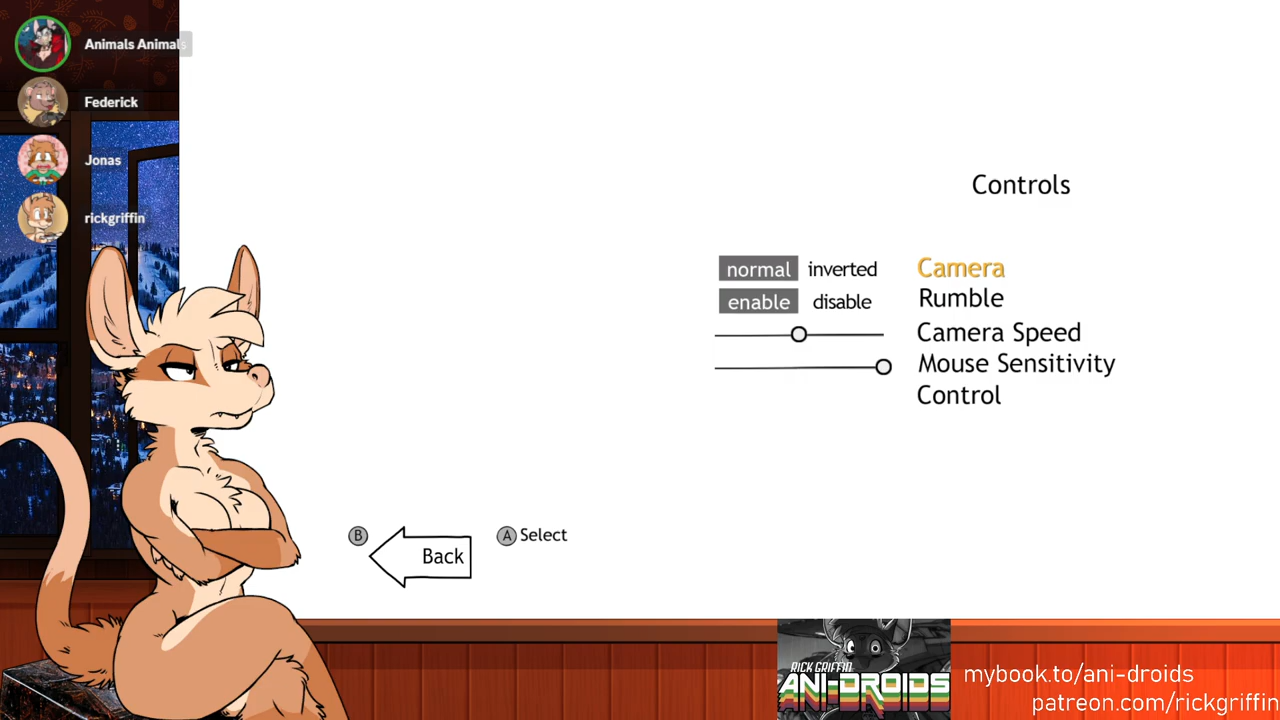 Animals Animals
Federick
Jonas
rickgriffin
Controls
normal inverted Camera
enable disable Rumble
Camera Speed
Mouse Sensitivity
Control
B Back
A Select
RICK GRIFFIN
ANI-DROIDS
mybook.to/ani-droids
patreon.com/rickgriffin